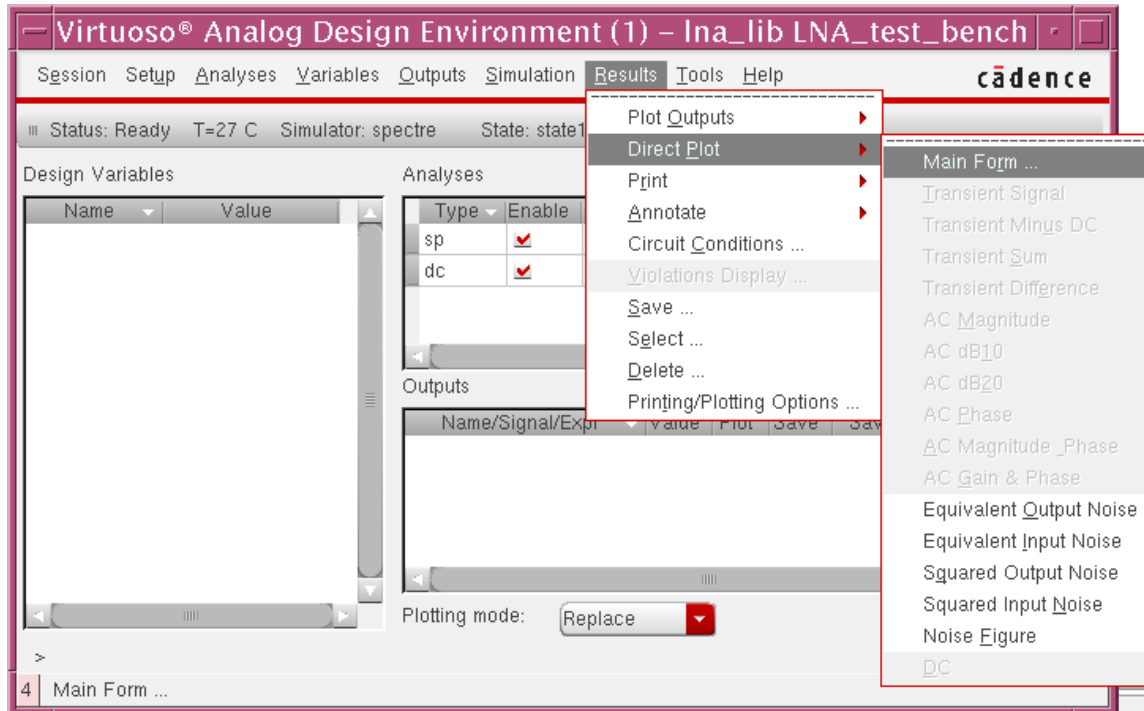 Virtuoso® Analog Design Environment (1) – lna_lib LNA_test_bench
Session Setup Analyses Variables Outputs Simulation Results Tools Help cādence
Status: Ready T=27 C Simulator: spectre State: state1
Design Variables
Name Value
Analyses
Type Enable
sp
dc
Outputs
Name/Signal/Expr Value Plot Save Sav
Plotting mode: Replace
>
4 Main Form ...
Plot Outputs
Direct Plot
Print
Annotate
Circuit Conditions ...
Violations Display ...
Save ...
Select ...
Delete ...
Printing/Plotting Options ...
Main Form ...
Transient Signal
Transient Minus DC
Transient Sum
Transient Difference
AC Magnitude
AC dB10
AC dB20
AC Phase
AC Magnitude _Phase
AC Gain & Phase
Equivalent Output Noise
Equivalent Input Noise
Squared Output Noise
Squared Input Noise
Noise Figure
DC